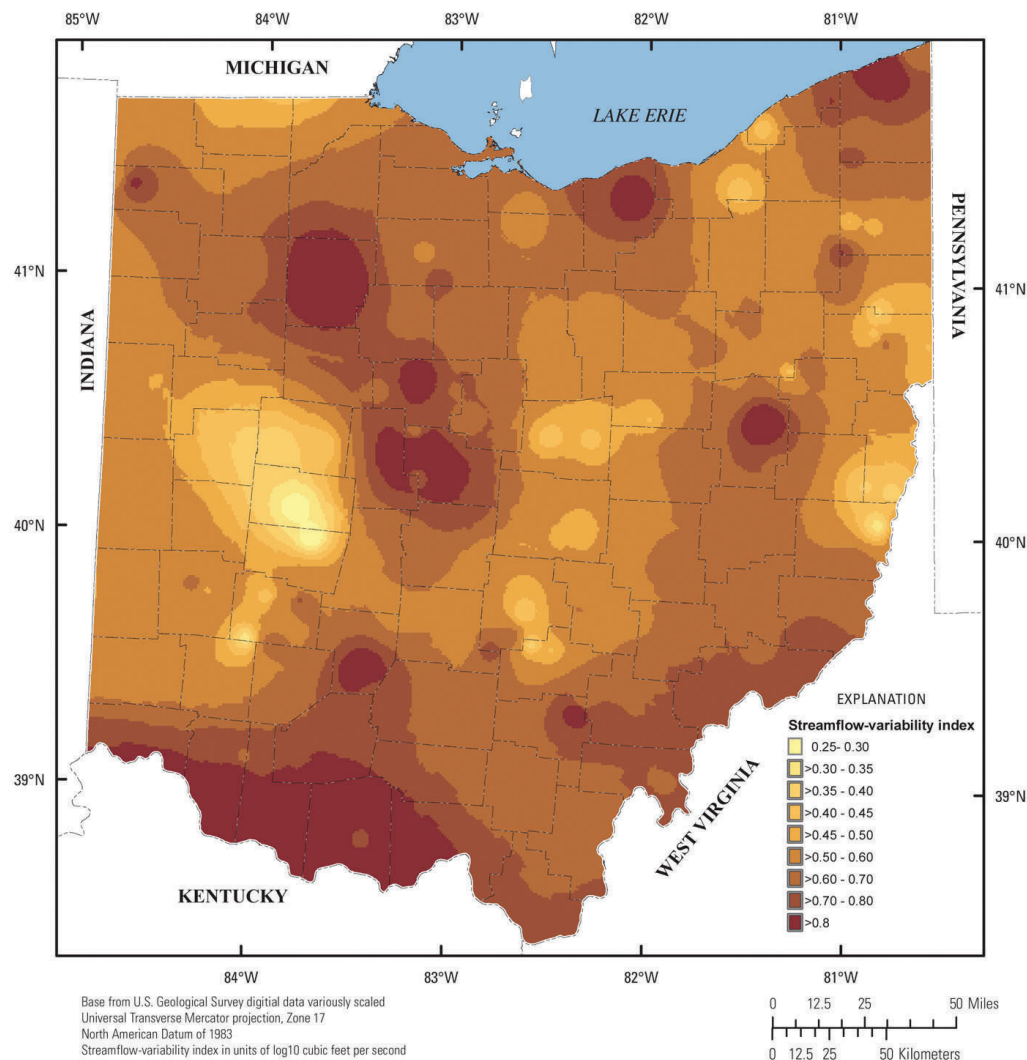 85°W 84°W 83°W 82°W 81°W
MICHIGAN
LAKE ERIE
PENNSYLVANIA
41°N
41°N
INDIANA
40°N
40°N
EXPLANATION
Streamflow-variability index
0.25- 0.30
>0.30 - 0.35
>0.35 - 0.40
>0.40 - 0.45
>0.45 - 0.50
>0.50 - 0.60
>0.60 - 0.70
>0.70 - 0.80
>0.8
39°N
39°N
WEST VIRGINIA
KENTUCKY
84°W 83°W 82°W 81°W
Base from U.S. Geological Survey digitial data variously scaled
Universal Transverse Mercator projection, Zone 17
North American Datum of 1983
Streamflow-variability index in units of log10 cubic feet per second
0 12.5 25 50 Miles
0 12.5 25 50 Kilometers